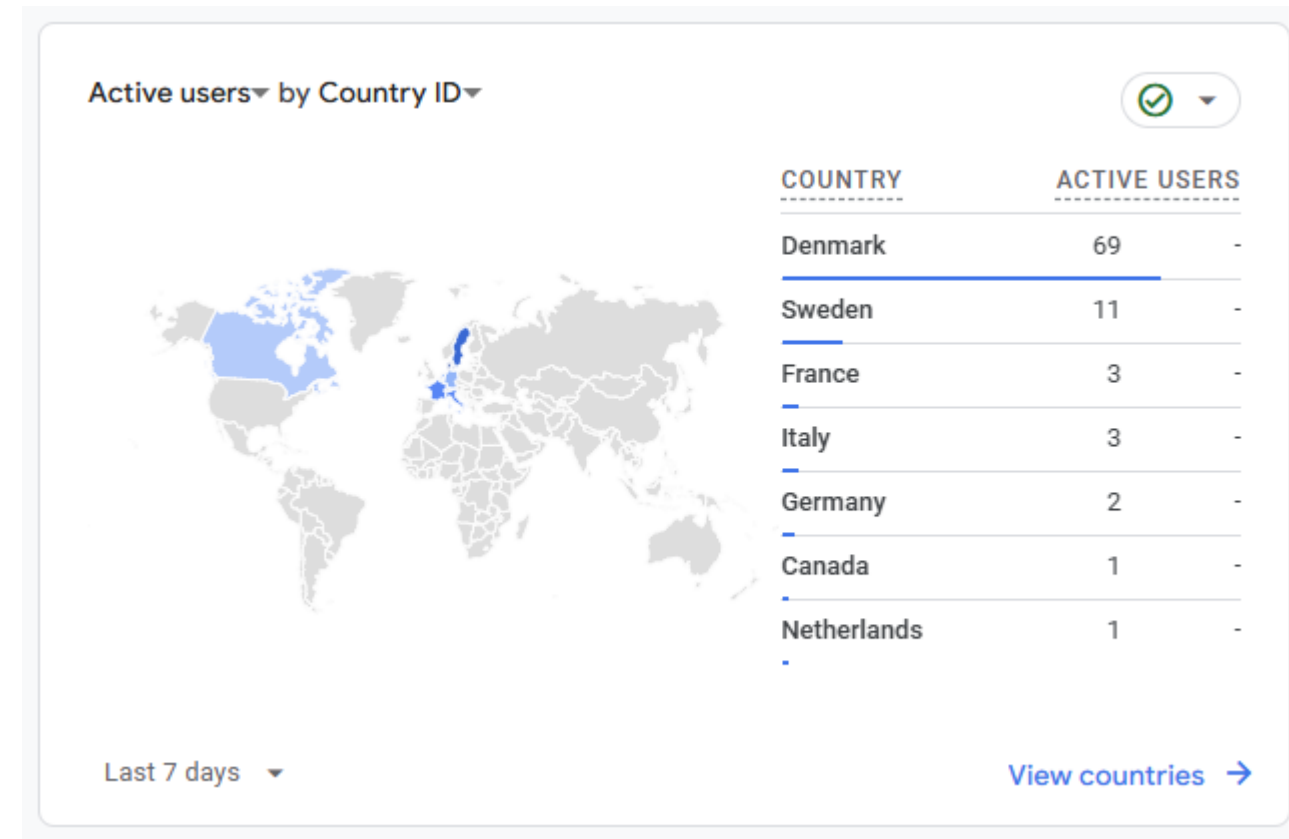 Active users by Country ID
COUNTRY ACTIVE USERS
Denmark 69 -
Sweden 11 -
France 3 -
Italy 3 -
Germany 2 -
Canada 1 -
Netherlands 1 -
Last 7 days View countries →